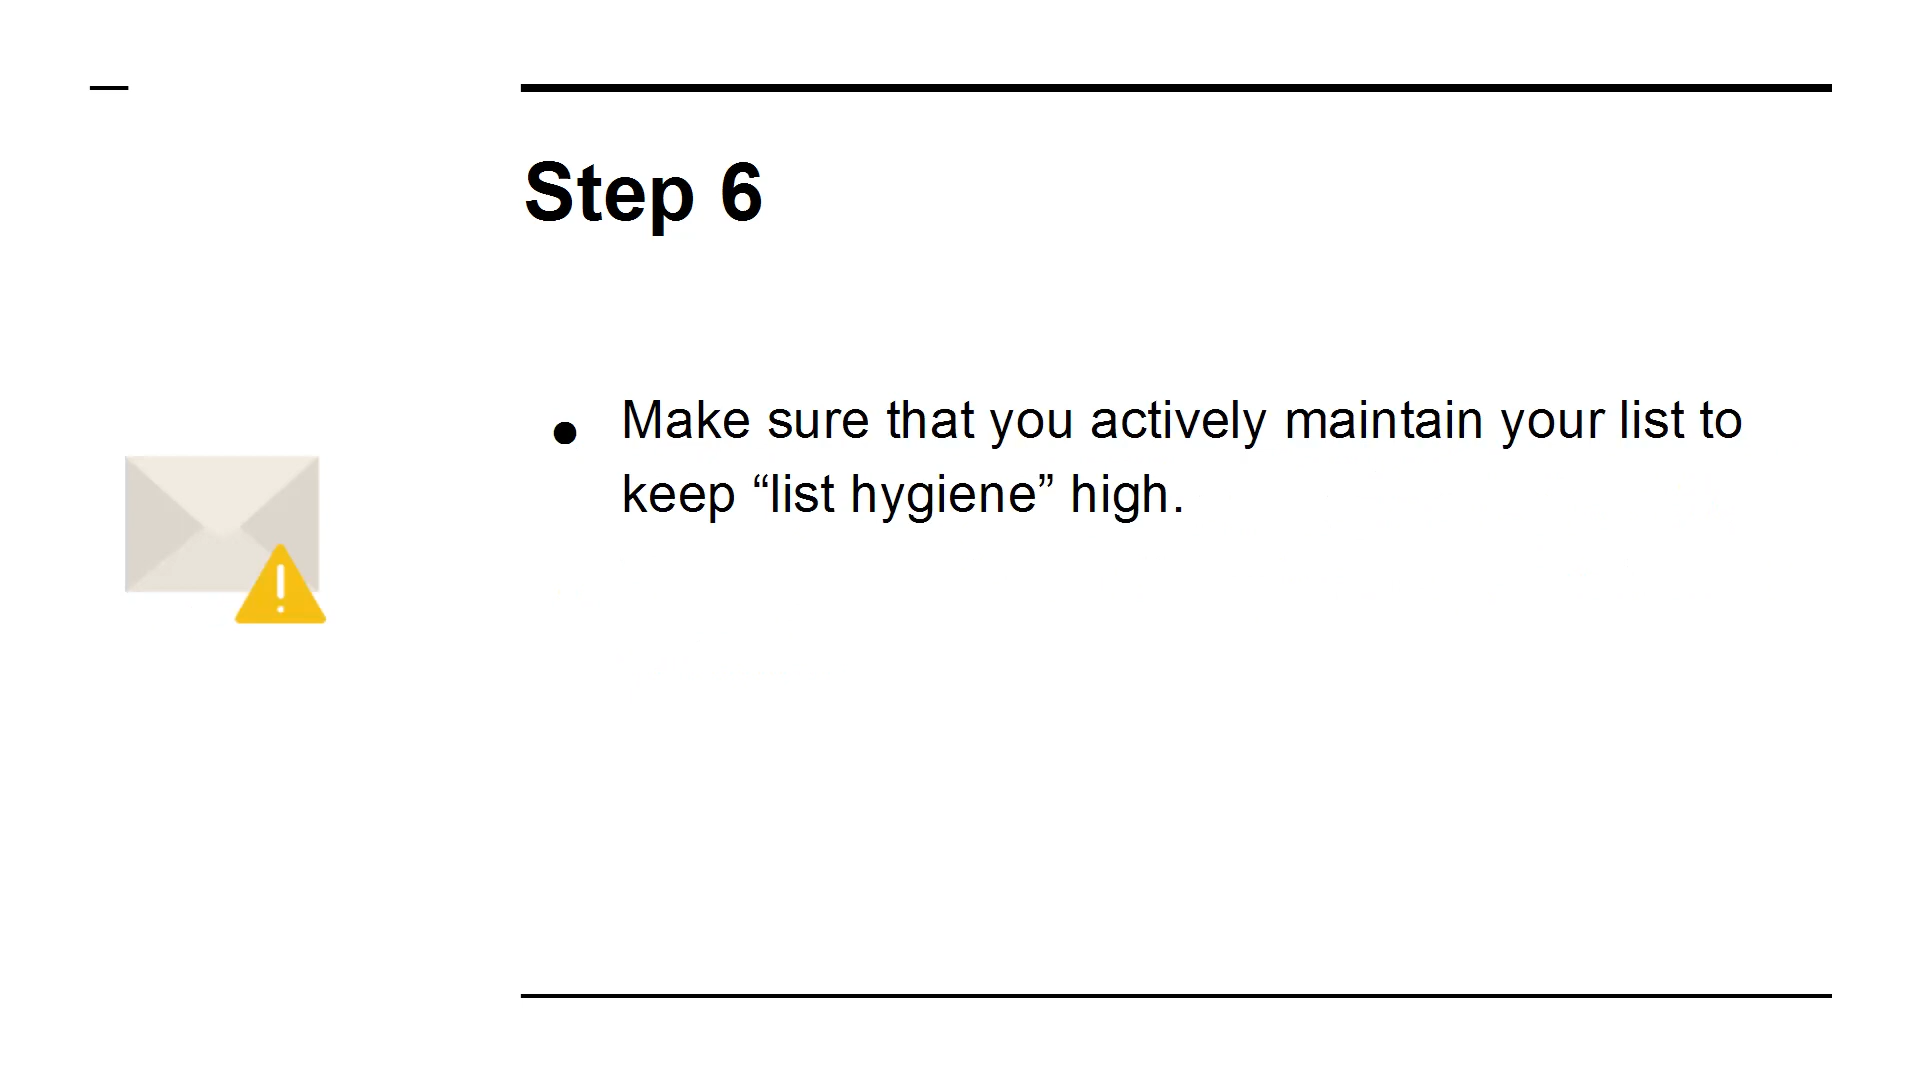 Step 6
● Make sure that you actively maintain your list to
keep “list hygiene” high.